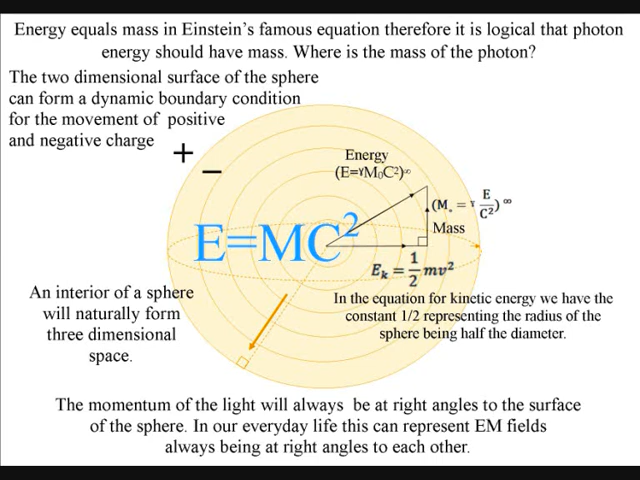 Energy equals mass in Einstein's famous equation therefore it is logical that photon
energy should have mass. Where is the mass of the photon?
The two dimensional surface of the sphere
can form a dynamic boundary condition
for the movement of positive
and negative charge
+
−
Energy
(E=γM₀C²)∞
(M₀ = γ E/C²)∞
Mass
E=MC²
Eₖ = 1/2 mv²
An interior of a sphere
will naturally form
three dimensional
space.
In the equation for kinetic energy we have the
constant 1/2 representing the radius of the
sphere being half the diameter.
The momentum of the light will always be at right angles to the surface
of the sphere. In our everyday life this can represent EM fields
always being at right angles to each other.